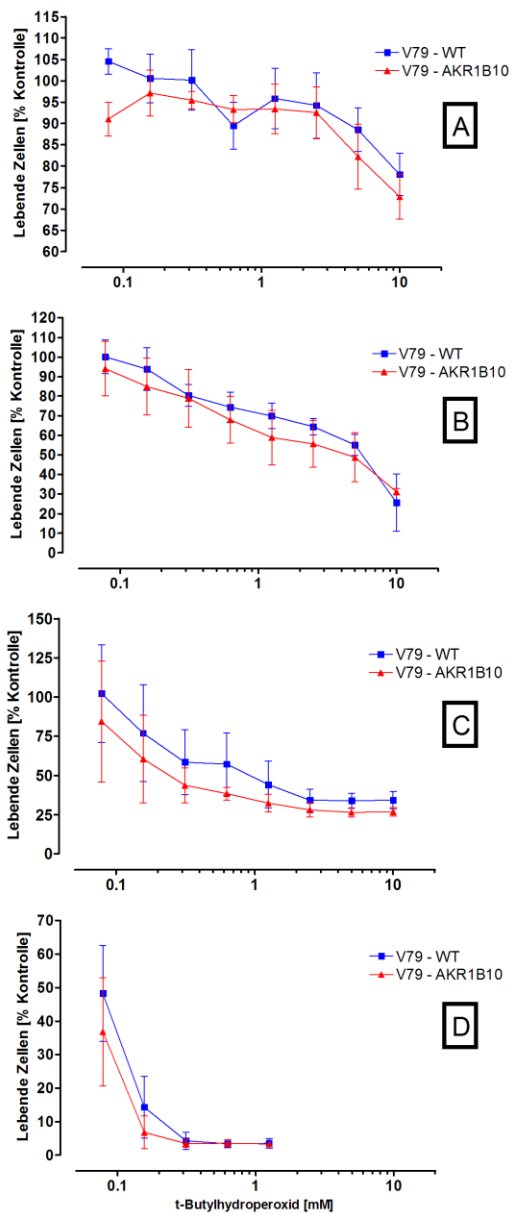 115
110
105
100
95
90
85
80
75
70
65
60
Lebende Zellen [% Kontrolle]
V79 - WT
V79 - AKR1B10
A
0.1 1 10
120
110
100
90
80
70
60
50
40
30
20
10
0
Lebende Zellen [% Kontrolle]
V79 - WT
V79 - AKR1B10
B
0.1 1 10
150
125
100
75
50
25
0
Lebende Zellen [% Kontrolle]
V79 - WT
V79 - AKR1B10
C
0.1 1 10
70
60
50
40
30
20
10
0
Lebende Zellen [% Kontrolle]
V79 - WT
V79 - AKR1B10
D
0.1 1 10
t-Butylhydroperoxid [mM]